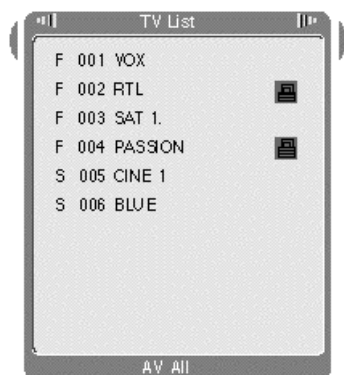 TV List
F 001 VOX
F 002 RTL
F 003 SAT 1.
F 004 PASSION
S 005 CINE 1
S 006 BLUE
AV All